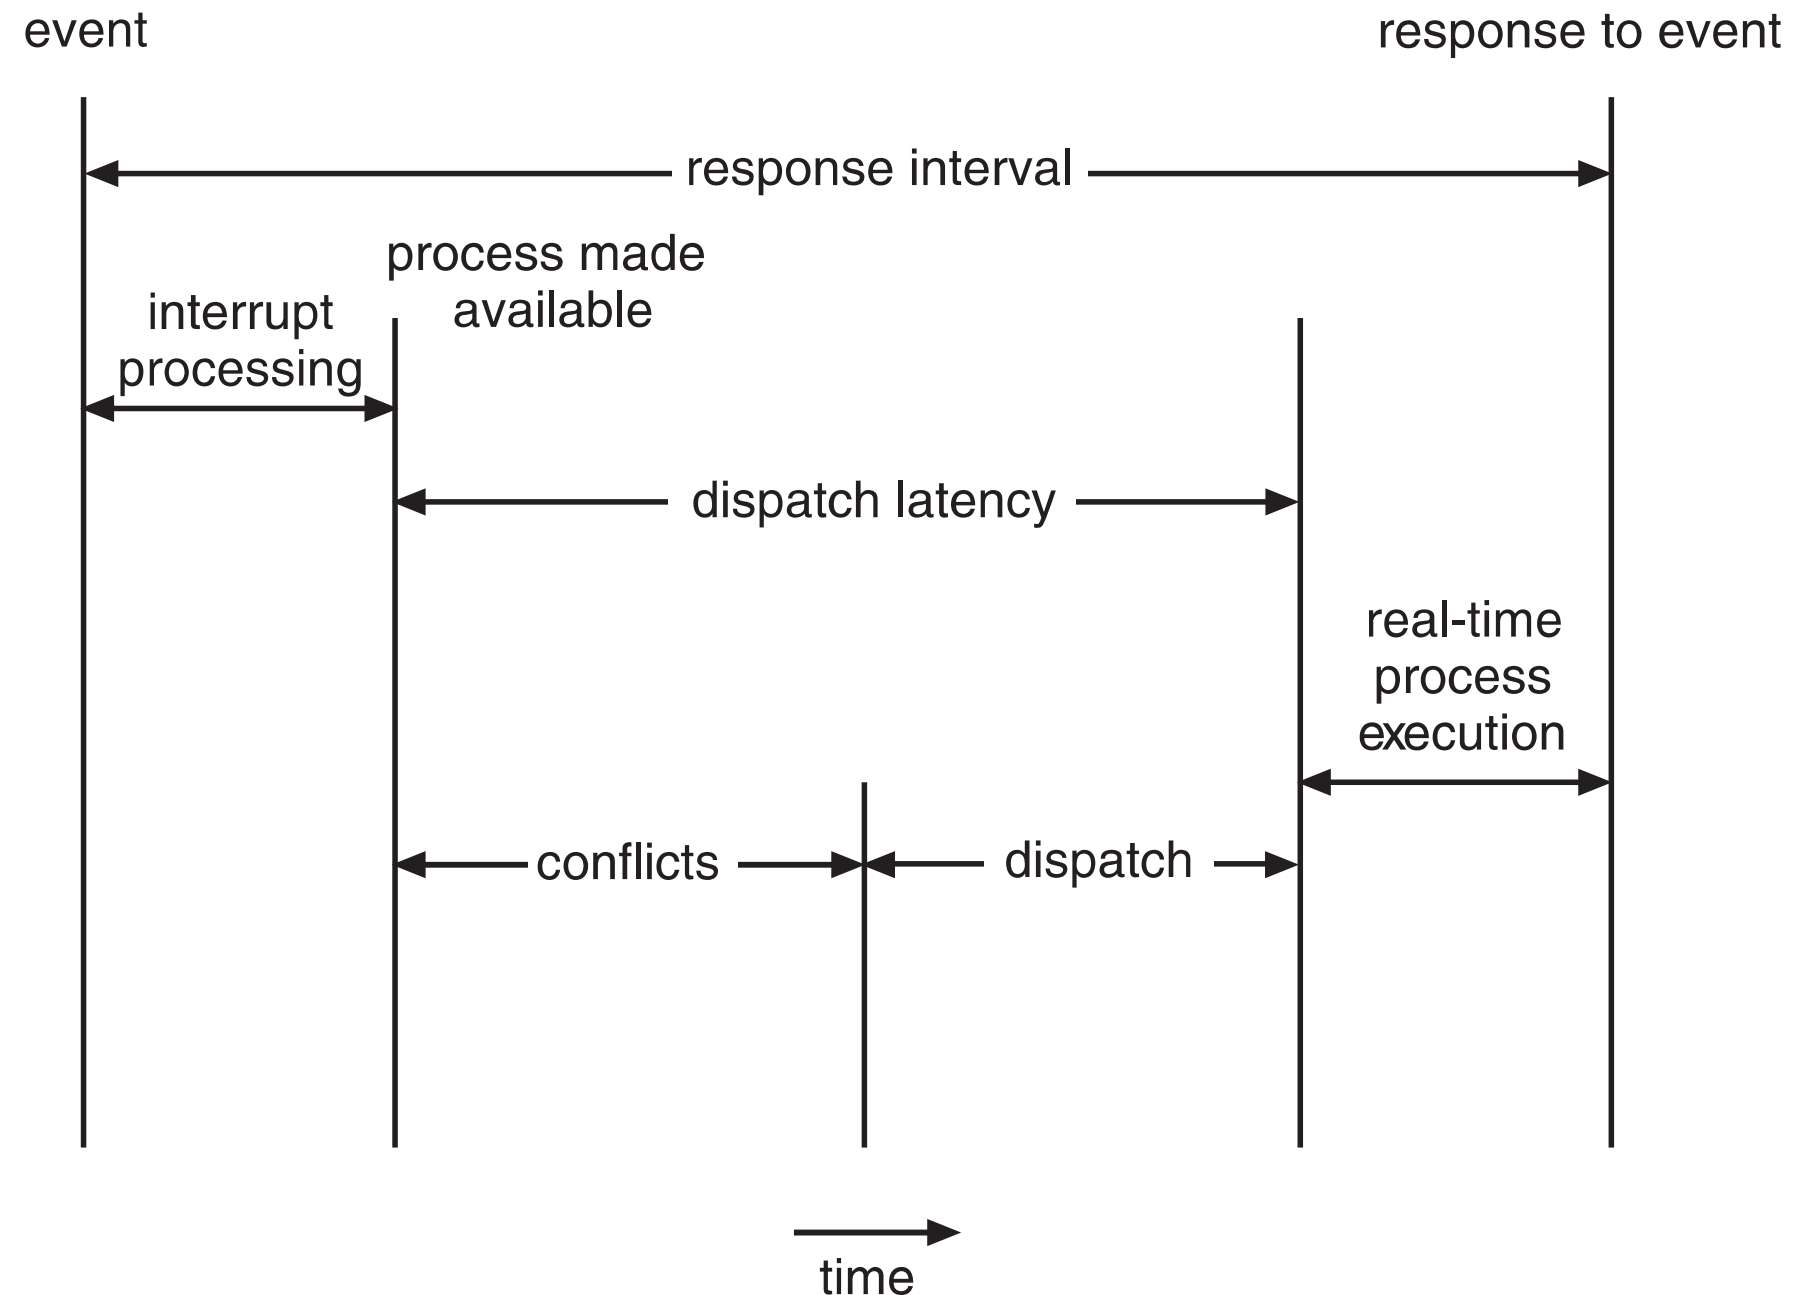 event
response to event
response interval
process made
available
interrupt
processing
dispatch latency
real-time
process
execution
conflicts
dispatch
time